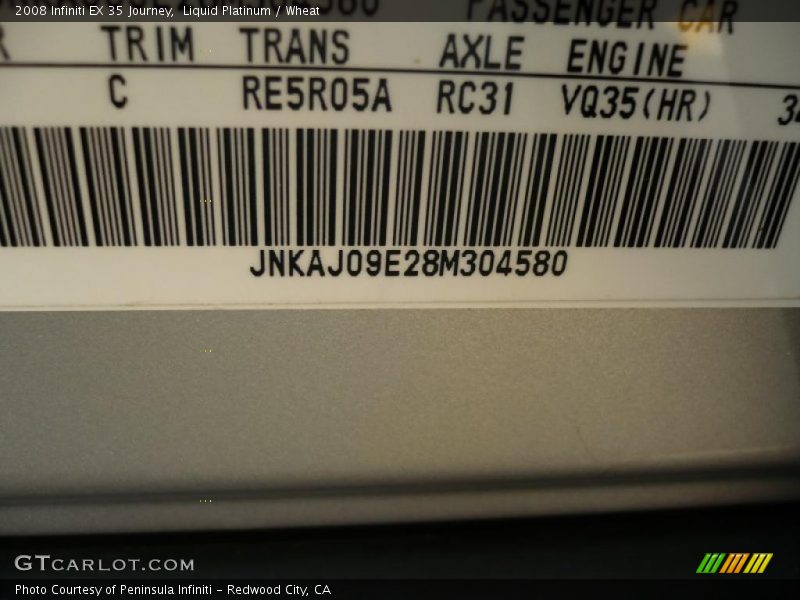 2008 Infiniti EX 35 Journey,  Liquid Platinum / Wheat
PASSENGER CAR
TRIM TRANS AXLE ENGINE
C RE5R05A RC31 VQ35(HR)
JNKAJ09E28M304580
GTCARLOT.COM
Photo Courtesy of Peninsula Infiniti – Redwood City, CA